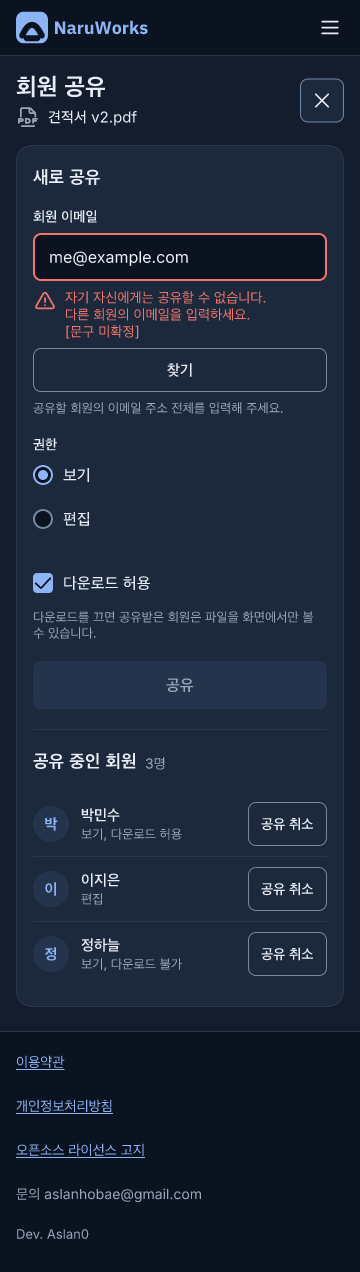 NaruWorks
회원 공유
PDF
견적서 v2.pdf
새로 공유
회원 이메일
me@example.com
자기 자신에게는 공유할 수 없습니다.
다른 회원의 이메일을 입력하세요.
[문구 미확정]
찾기
공유할 회원의 이메일 주소 전체를 입력해 주세요.
권한
보기
편집
다운로드 허용
다운로드를 끄면 공유받은 회원은 파일을 화면에서만 볼
수 있습니다.
공유
공유 중인 회원 3명
박
박민수
보기, 다운로드 허용
공유 취소
이
이지은
편집
공유 취소
정
정하늘
보기, 다운로드 불가
공유 취소
이용약관
개인정보처리방침
오픈소스 라이선스 고지
문의 aslanhobae@gmail.com
Dev. Aslan0